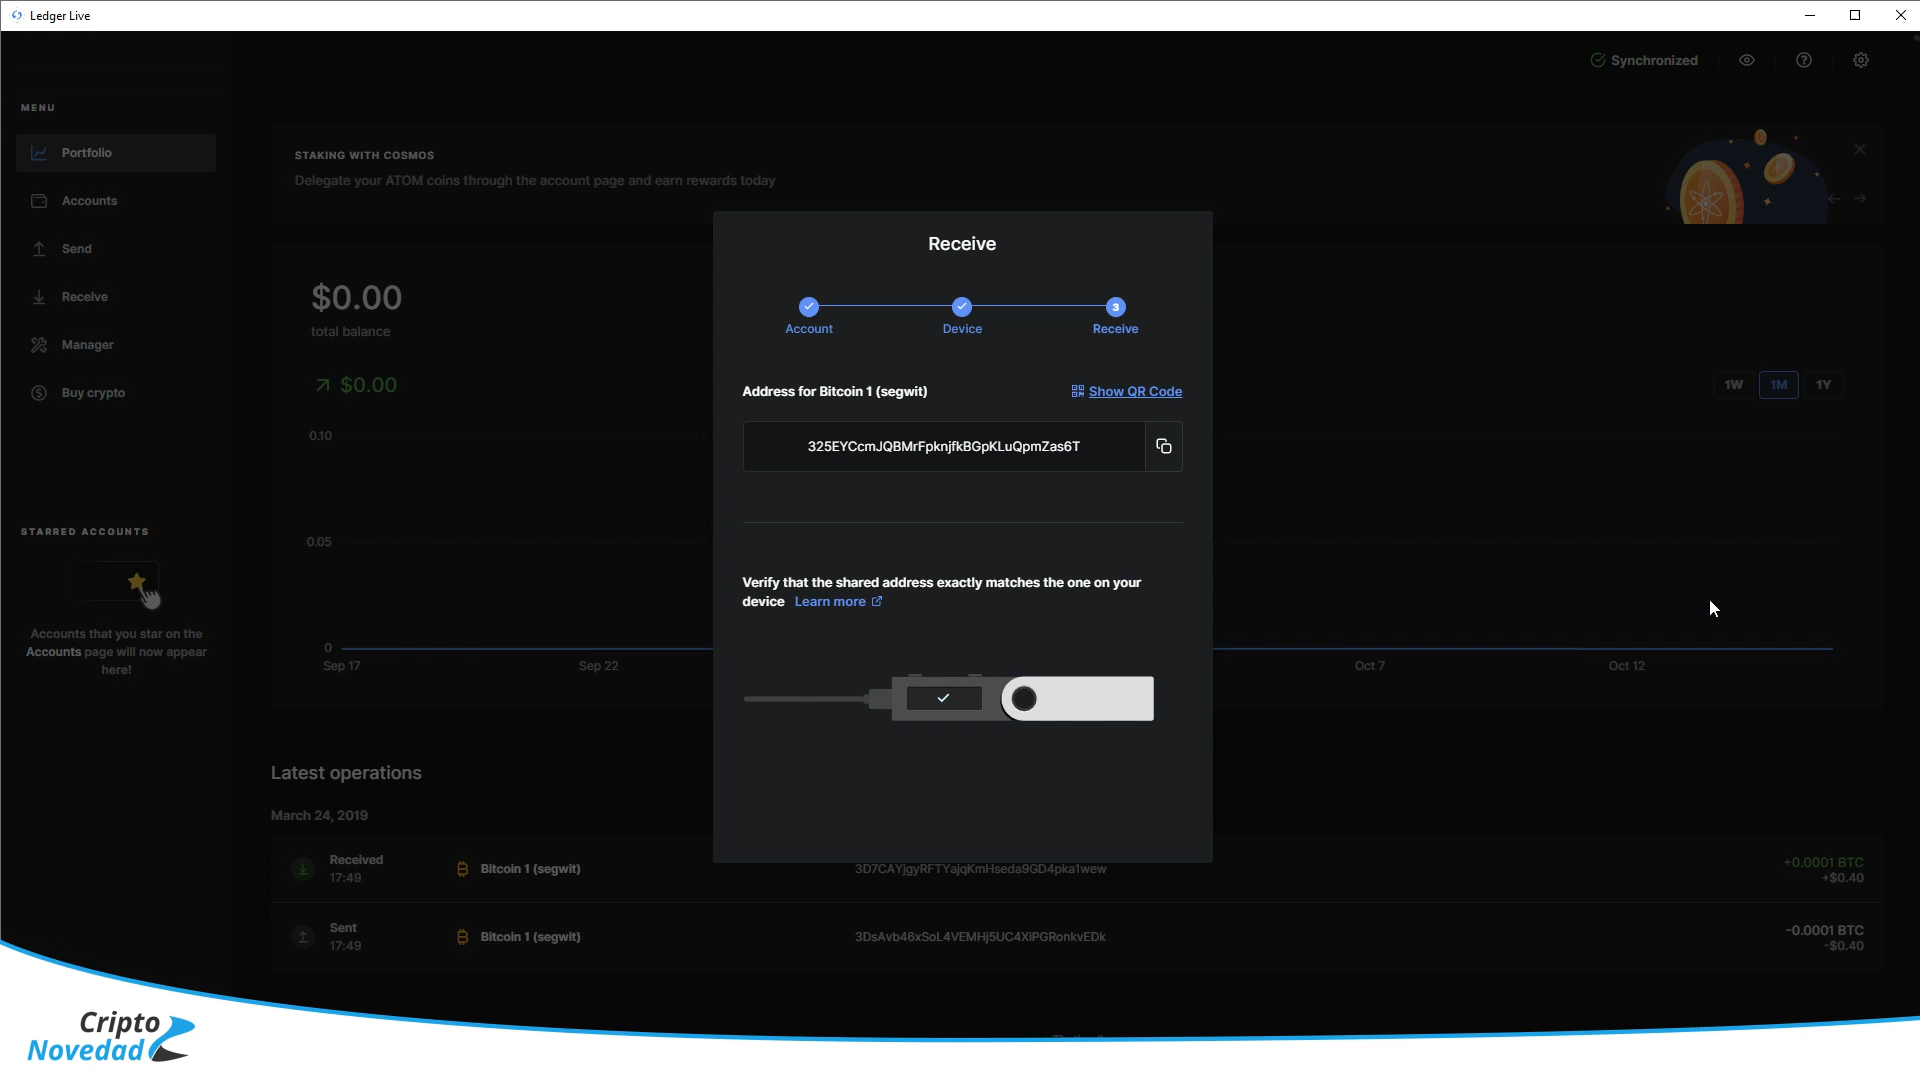 Ledger Live
Synchronized
MENU
Portfolio
Accounts
Send
Receive
Manager
Buy crypto
STARRED ACCOUNTS
Accounts that you star on the
Accounts page will now appear
here!
STAKING WITH COSMOS
Delegate your ATOM coins through the account page and earn rewards today
$0.00
total balance
$0.00
1W 1M 1Y
0.10
0.05
0
Sep 17 Sep 22 Oct 7 Oct 12
Receive
3
Account Device Receive
Address for Bitcoin 1 (segwit) Show QR Code
325EYCcmJQBMrFpknjfkBGpKLuQpmZas6T
Verify that the shared address exactly matches the one on your
device Learn more
Latest operations
March 24, 2019
Received
17:49
Bitcoin 1 (segwit)
3D7CAYjgyRFTYajqKmHseda9GD4pka1wew
+0.0001 BTC
+$0.40
Sent
17:49
Bitcoin 1 (segwit)
3DsAvb46xSoL4VEMHj5UC4XiPGRonkvEDk
-0.0001 BTC
-$0.40
Cripto
Novedad